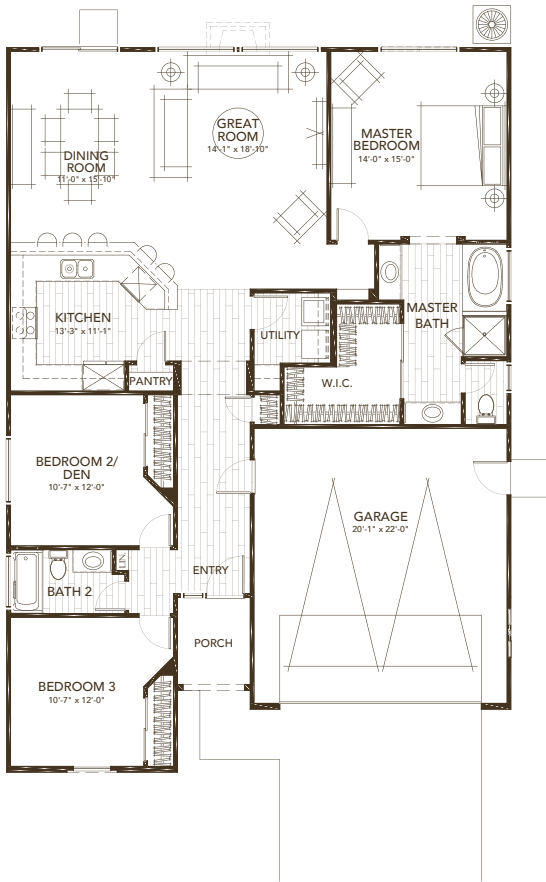 GREAT
ROOM
14'-1" x 18'-10"
MASTER
BEDROOM
14'-0" x 15'-0"
DINING
ROOM
11'-0" x 15'-10"
KITCHEN
13'-3" x 11'-1"
UTILITY
MASTER
BATH
PANTRY
W.I.C.
BEDROOM 2/
DEN
10'-7" x 12'-0"
GARAGE
20'-1" x 22'-0"
LIN.
ENTRY
BATH 2
PORCH
BEDROOM 3
10'-7" x 12'-0"